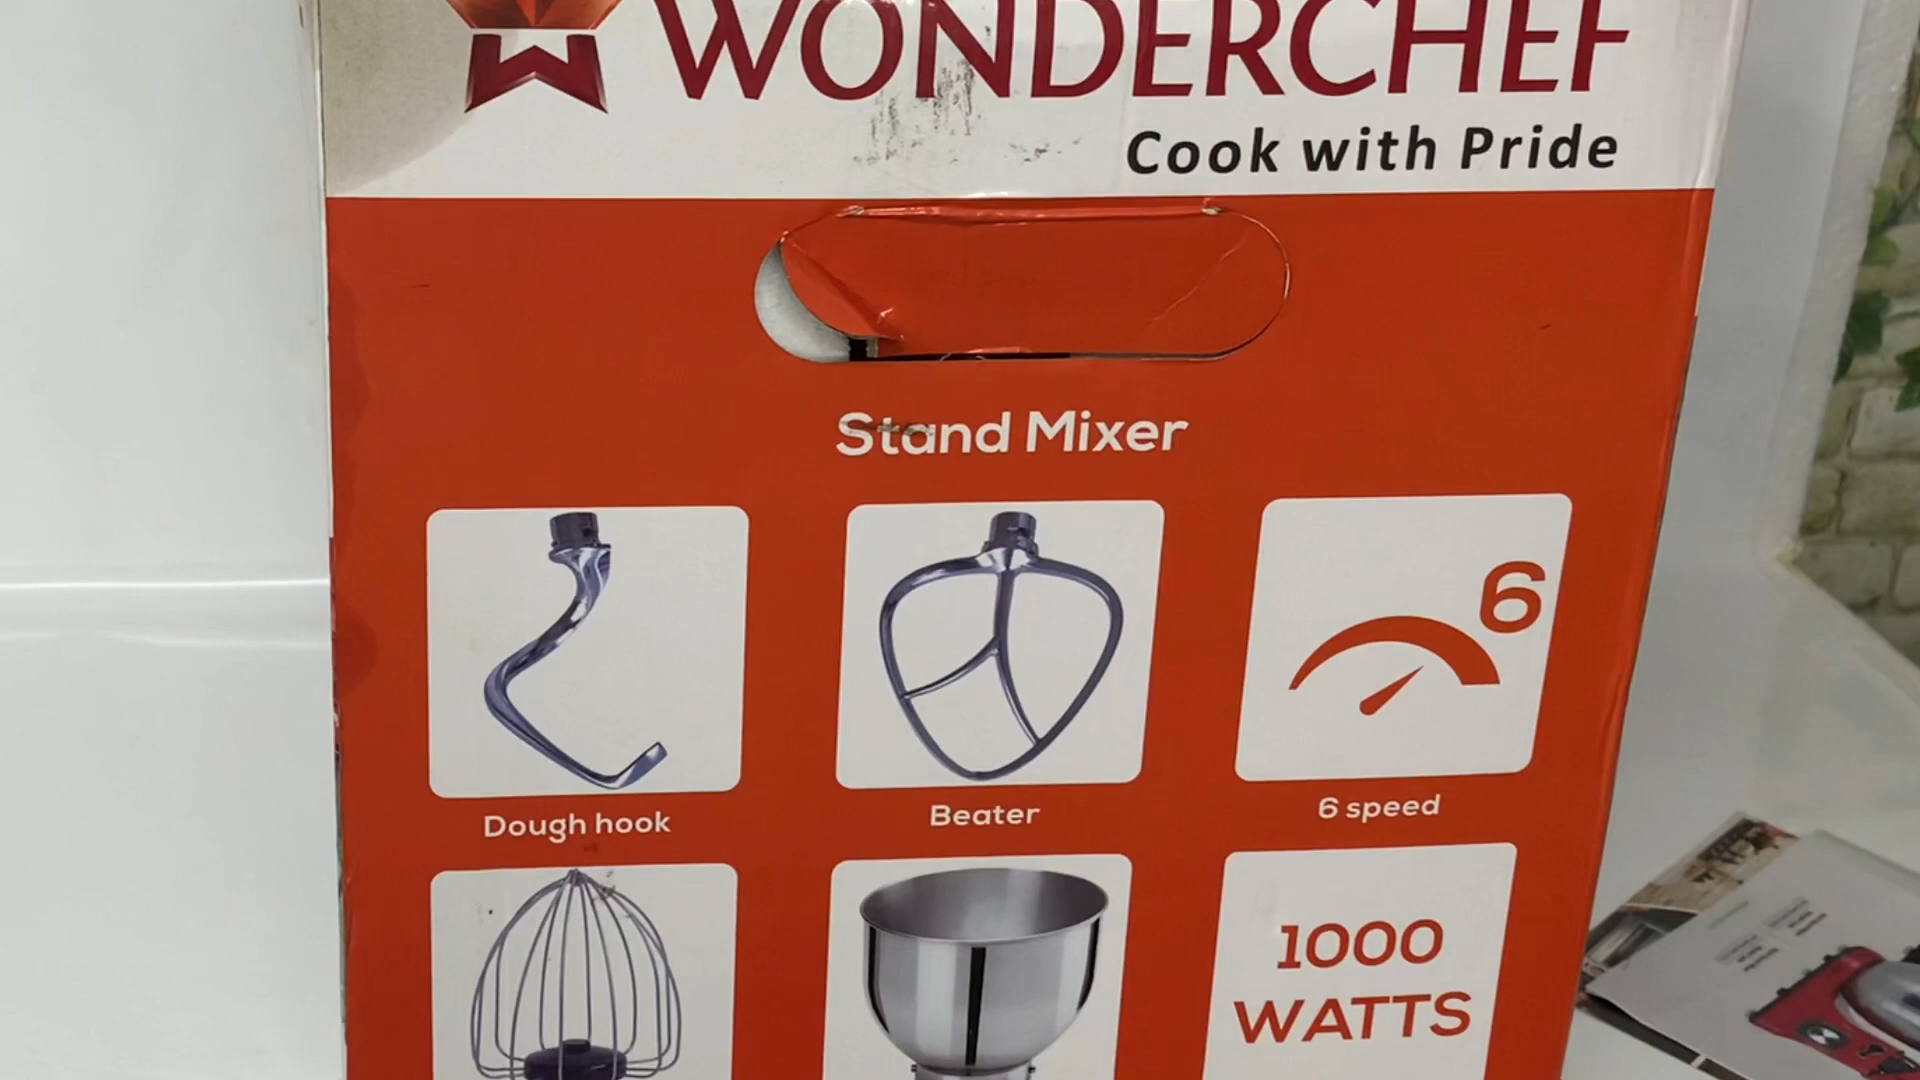 WONDERCHEF
Cook with Pride
Stand Mixer
6
Dough hook
Beater
6 speed
1000
WATTS